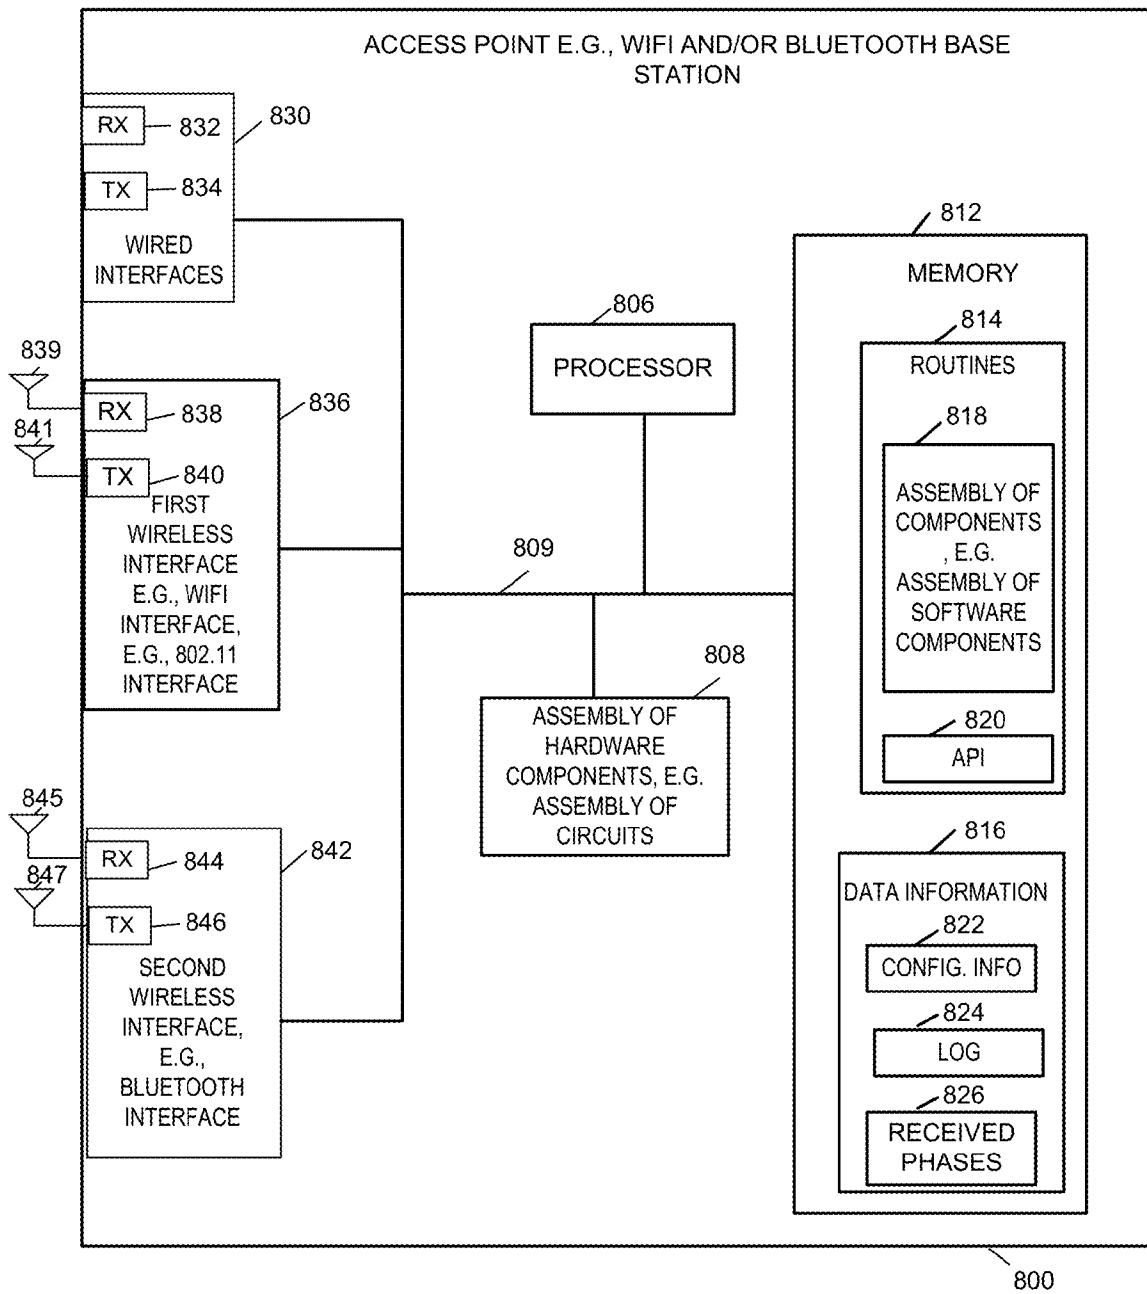 ACCESS POINT E.G., WIFI AND/OR BLUETOOTH BASE
STATION
RX
832
830
TX
834
WIRED
INTERFACES
839
RX
838
836
841
TX
840
FIRST
WIRELESS
INTERFACE
E.G., WIFI
INTERFACE,
E.G., 802.11
INTERFACE
845
RX
844
842
847
TX
846
SECOND
WIRELESS
INTERFACE,
E.G.,
BLUETOOTH
INTERFACE
806
PROCESSOR
809
808
ASSEMBLY OF
HARDWARE
COMPONENTS, E.G.
ASSEMBLY OF
CIRCUITS
812
MEMORY
814
ROUTINES
818
ASSEMBLY OF
COMPONENTS
, E.G.
ASSEMBLY OF
SOFTWARE
COMPONENTS
820
API
816
DATA INFORMATION
822
CONFIG. INFO
824
LOG
826
RECEIVED
PHASES
800